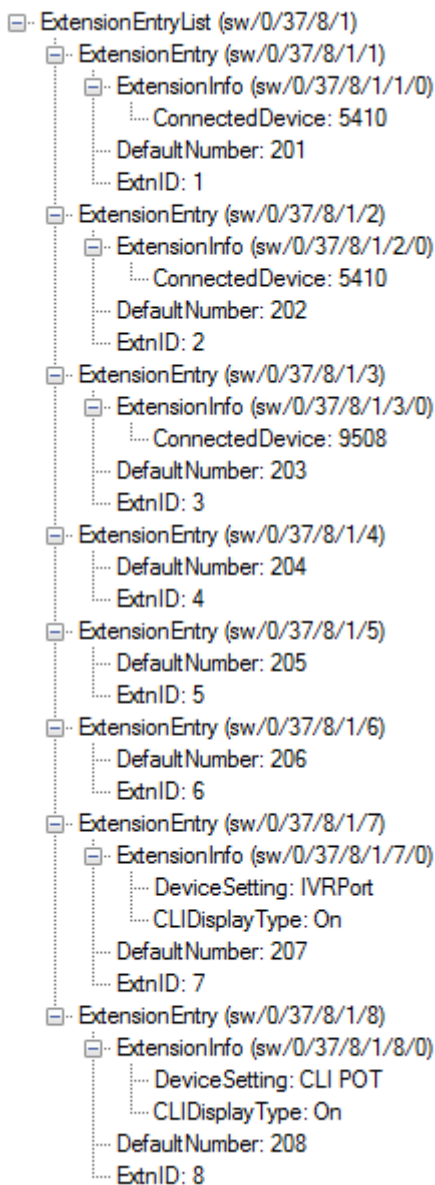 ExtensionEntryList (sw/0/37/8/1)
ExtensionEntry (sw/0/37/8/1/1)
ExtensionInfo (sw/0/37/8/1/1/0)
ConnectedDevice: 5410
DefaultNumber: 201
ExtnID: 1
ExtensionEntry (sw/0/37/8/1/2)
ExtensionInfo (sw/0/37/8/1/2/0)
ConnectedDevice: 5410
DefaultNumber: 202
ExtnID: 2
ExtensionEntry (sw/0/37/8/1/3)
ExtensionInfo (sw/0/37/8/1/3/0)
ConnectedDevice: 9508
DefaultNumber: 203
ExtnID: 3
ExtensionEntry (sw/0/37/8/1/4)
DefaultNumber: 204
ExtnID: 4
ExtensionEntry (sw/0/37/8/1/5)
DefaultNumber: 205
ExtnID: 5
ExtensionEntry (sw/0/37/8/1/6)
DefaultNumber: 206
ExtnID: 6
ExtensionEntry (sw/0/37/8/1/7)
ExtensionInfo (sw/0/37/8/1/7/0)
DeviceSetting: IVRPort
CLIDisplayType: On
DefaultNumber: 207
ExtnID: 7
ExtensionEntry (sw/0/37/8/1/8)
ExtensionInfo (sw/0/37/8/1/8/0)
DeviceSetting: CLI POT
CLIDisplayType: On
DefaultNumber: 208
ExtnID: 8